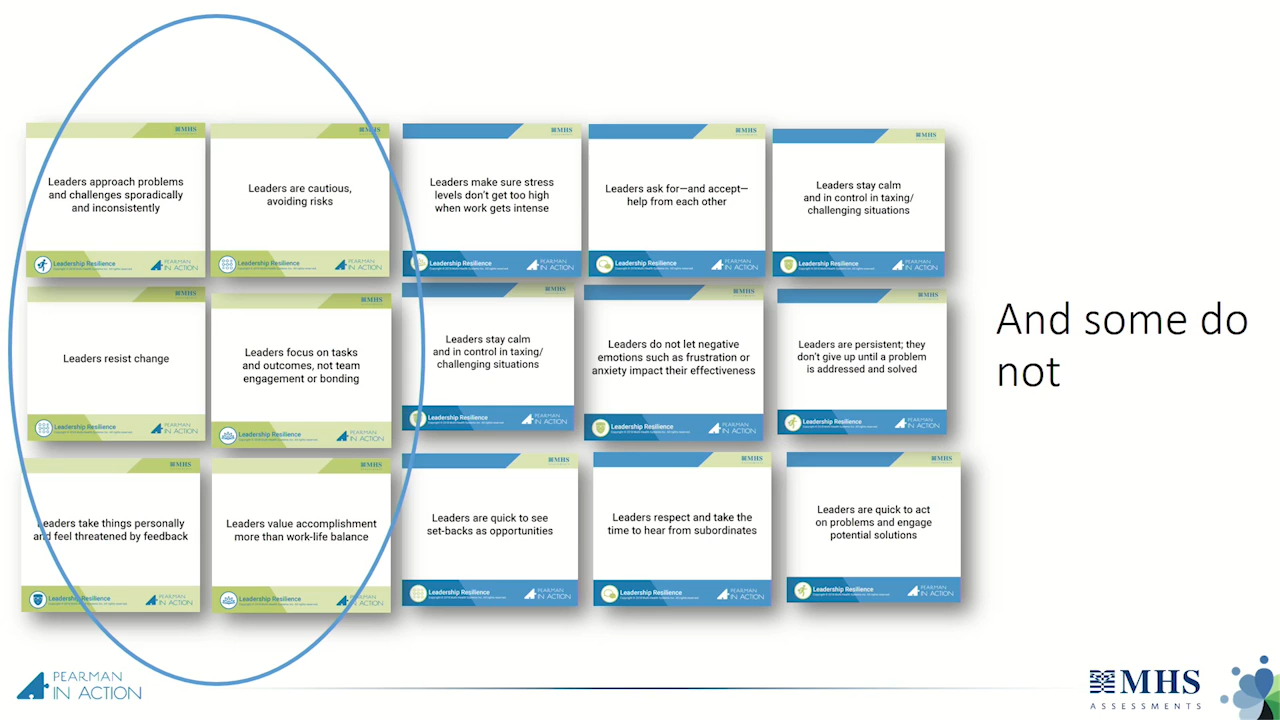 MHS
MHS
MHS
MHS
MHS
Leaders approach problems
and challenges sporadically
and inconsistently
Leaders are cautious,
avoiding risks
Leaders make sure stress
levels don't get too high
when work gets intense
Leaders ask for—and accept—
help from each other
Leaders stay calm
and in control in taxing/
challenging situations
Leadership Resilience
PEARMAN
IN ACTION
Leadership Resilience
PEARMAN
IN ACTION
Leadership Resilience
PEARMAN
IN ACTION
Leadership Resilience
PEARMAN
IN ACTION
Leadership Resilience
PEARMAN
IN ACTION
MHS
MHS
MHS
MHS
MHS
Leaders resist change
Leaders focus on tasks
and outcomes, not team
engagement or bonding
Leaders stay calm
and in control in taxing/
challenging situations
Leaders do not let negative
emotions such as frustration or
anxiety impact their effectiveness
Leaders are persistent; they
don't give up until a problem
is addressed and solved
Leadership Resilience
PEARMAN
IN ACTION
Leadership Resilience
PEARMAN
IN ACTION
Leadership Resilience
PEARMAN
IN ACTION
Leadership Resilience
PEARMAN
IN ACTION
Leadership Resilience
PEARMAN
IN ACTION
MHS
MHS
MHS
MHS
MHS
Leaders take things personally
and feel threatened by feedback
Leaders value accomplishment
more than work-life balance
Leaders are quick to see
set-backs as opportunities
Leaders respect and take the
time to hear from subordinates
Leaders are quick to act
on problems and engage
potential solutions
Leadership Resilience
PEARMAN
IN ACTION
Leadership Resilience
PEARMAN
IN ACTION
Leadership Resilience
PEARMAN
IN ACTION
Leadership Resilience
PEARMAN
IN ACTION
Leadership Resilience
PEARMAN
IN ACTION
And some do
not
PEARMAN
IN ACTION
MHS
ASSESSMENTS